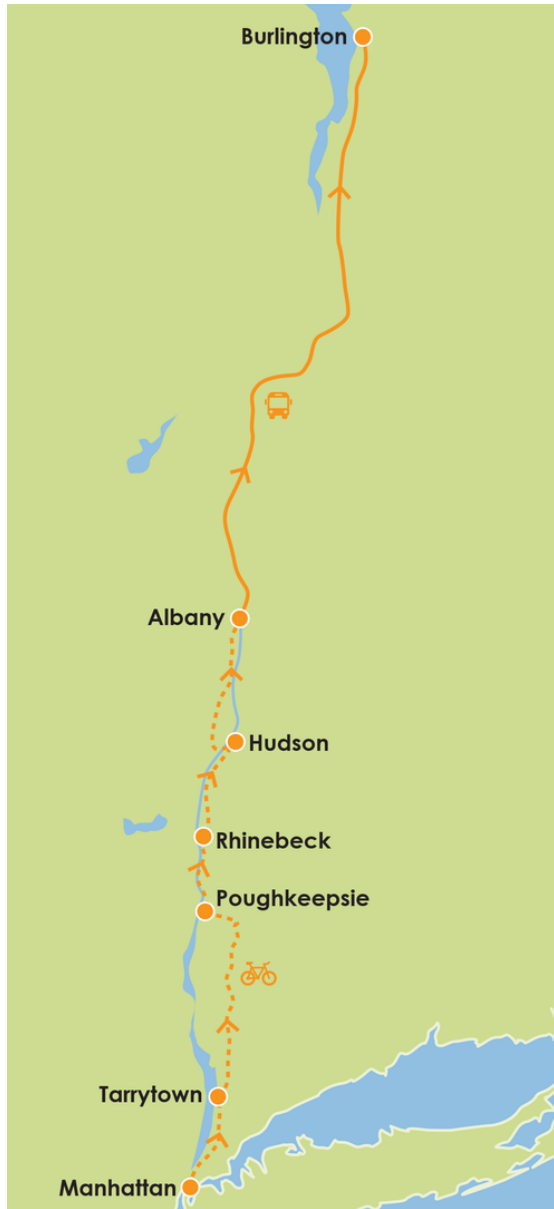 Burlington
Albany
Hudson
Rhinebeck
Poughkeepsie
Tarrytown
Manhattan